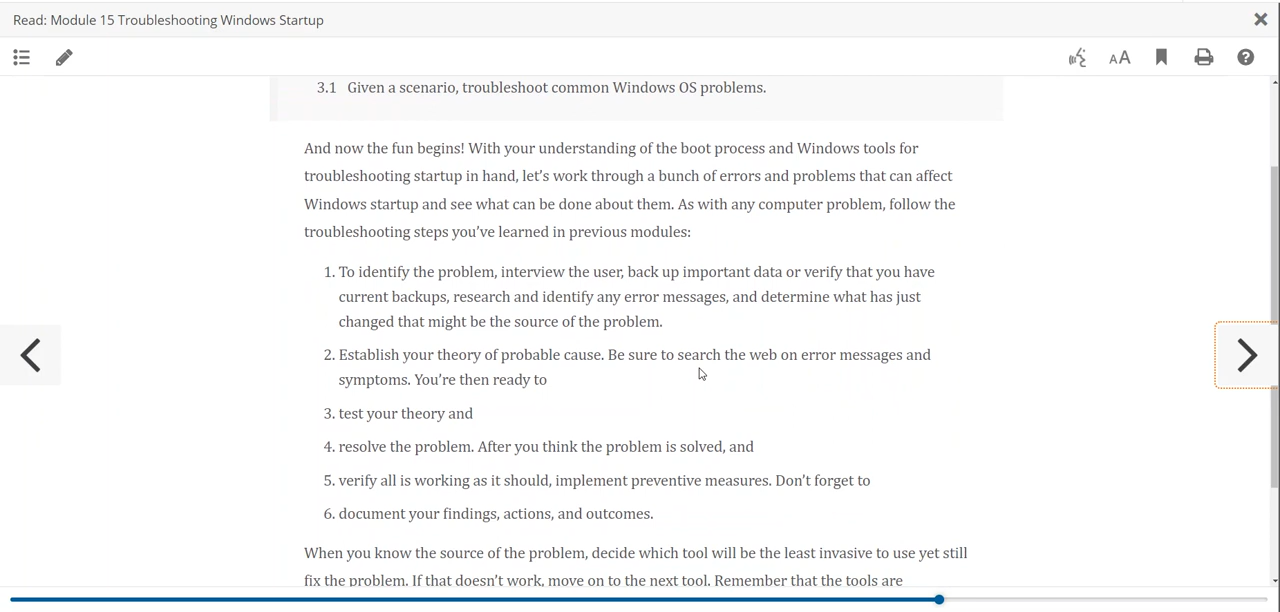 Read: Module 15 Troubleshooting Windows Startup
AA
3.1 Given a scenario, troubleshoot common Windows OS problems.
And now the fun begins! With your understanding of the boot process and Windows tools for
troubleshooting startup in hand, let’s work through a bunch of errors and problems that can affect
Windows startup and see what can be done about them. As with any computer problem, follow the
troubleshooting steps you’ve learned in previous modules:
1. To identify the problem, interview the user, back up important data or verify that you have
current backups, research and identify any error messages, and determine what has just
changed that might be the source of the problem.
2. Establish your theory of probable cause. Be sure to search the web on error messages and
symptoms. You’re then ready to
3. test your theory and
4. resolve the problem. After you think the problem is solved, and
5. verify all is working as it should, implement preventive measures. Don’t forget to
6. document your findings, actions, and outcomes.
When you know the source of the problem, decide which tool will be the least invasive to use yet still
fix the problem. If that doesn’t work, move on to the next tool. Remember that the tools are